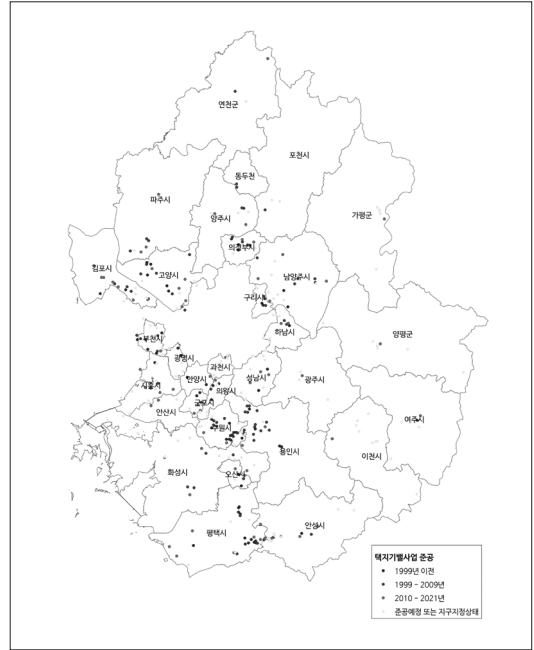 연천군
포천시
동두천
파주시
양주시
가평군
의정부시
김포시
고양시
남양주시
구리시
하남시
양평군
부천시
광명시
과천시
안양시
성남시
광주시
시흥시
의왕시
군포시
안산시
여주시
수원시
용인시
이천시
화성시
오산시
평택시
안성시
택지개발사업 준공
1999년 이전
1999 - 2009년
2010 - 2021년
준공예정 또는 지구지정상태